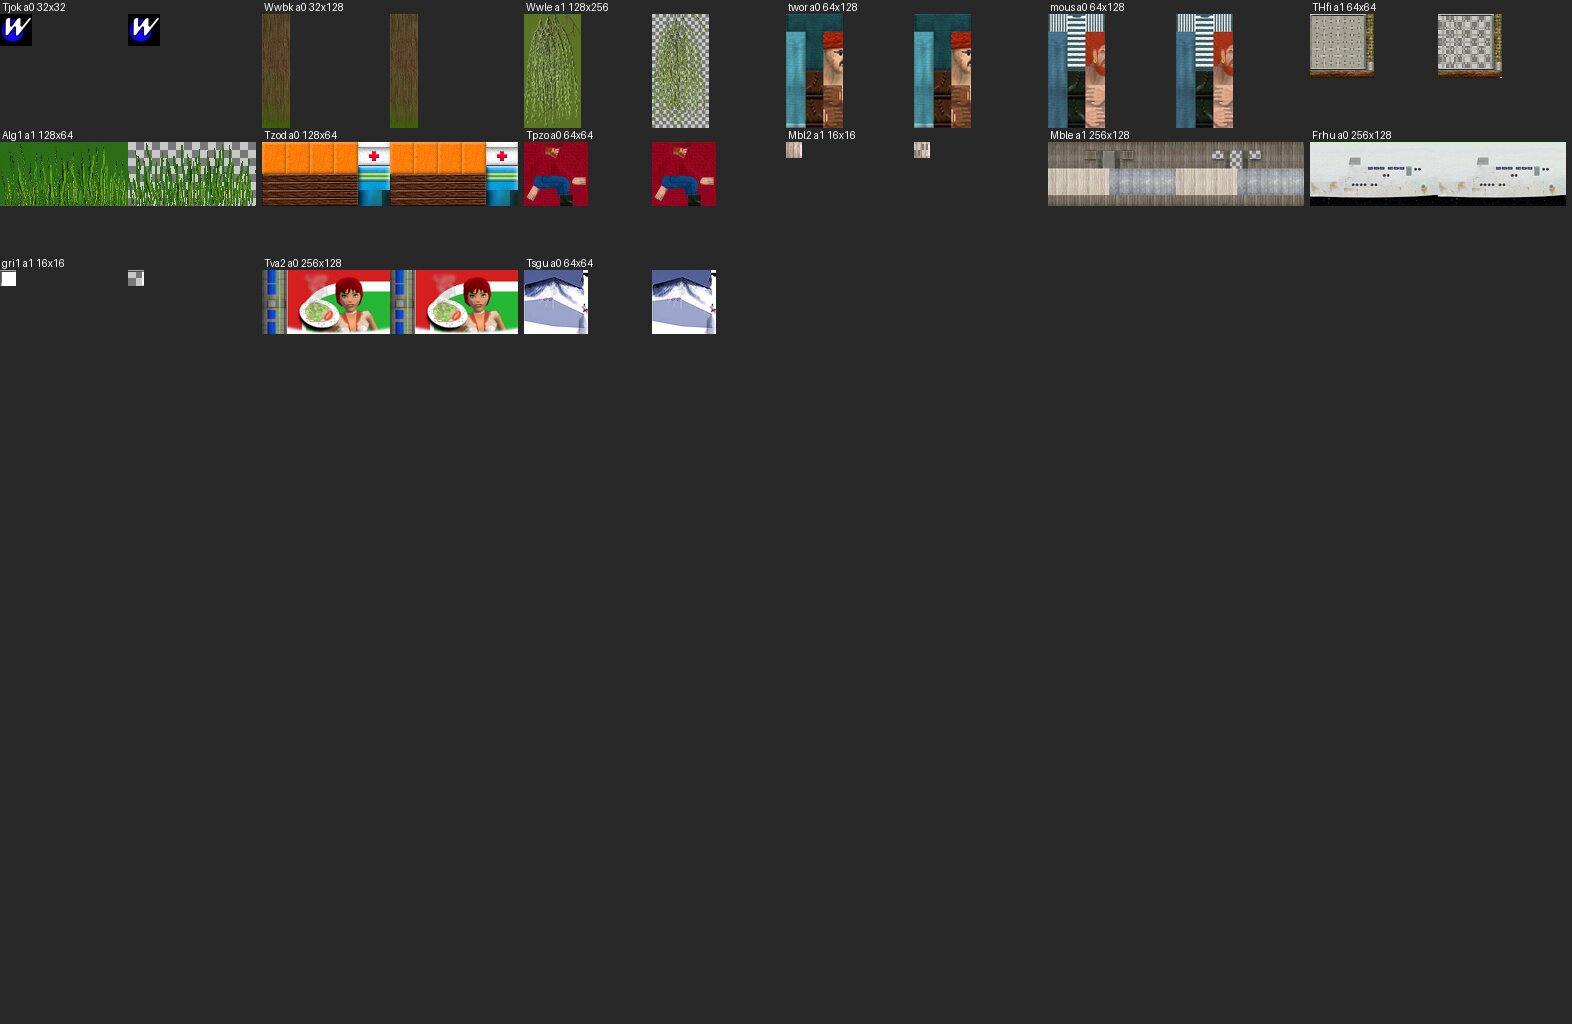 Tjok a0 32x32 Wwbk a0 32x128 Wwle a1 128x256 twor a0 64x128 mous a0 64x128 THfi a1 64x64
W W
Alg1 a1 128x64 Tzod a0 128x64 Tpzo a0 64x64 Mbl2 a1 16x16 Mble a1 256x128 Frhu a0 256x128
gri1 a1 16x16 Tva2 a0 256x128 Tsgu a0 64x64